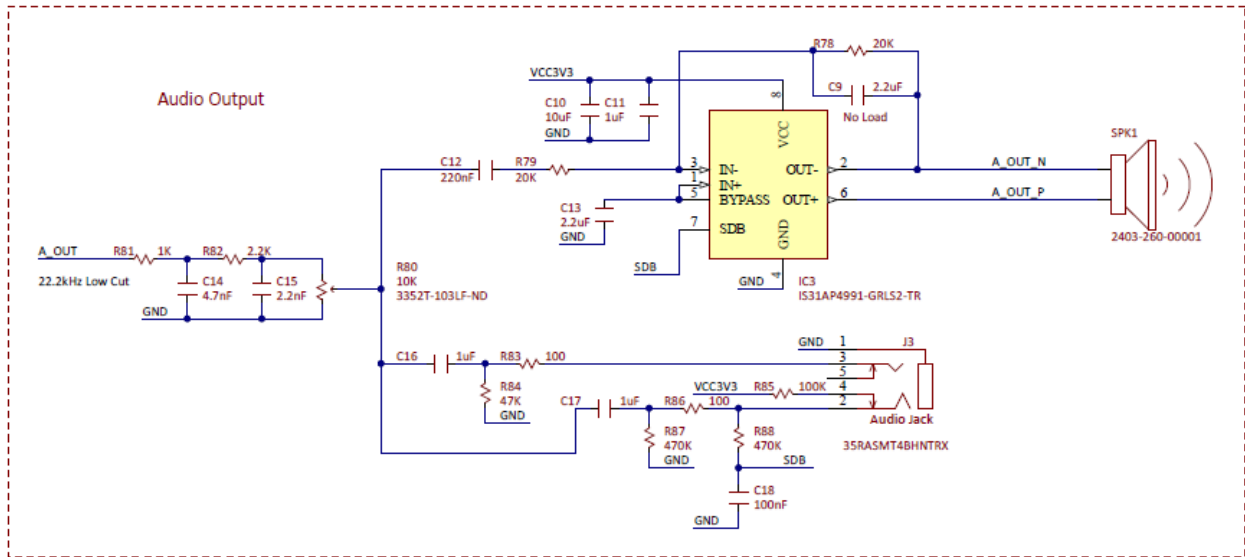 Audio Output
R78 20K
C9 2.2uF
No Load
VCC3V3
C10 C11
10uF 1uF
GND
8
VCC
SPK1
C12 R79
220nF 20K
3 IN- OUT- 2 A_OUT_N
1 IN+
5 BYPASS OUT+ 6 A_OUT_P
C13
2.2uF
GND
7 SDB
GND
SDB
2403-260-00001
GND 4
IC3
IS31AP4991-GRLS2-TR
A_OUT R81 1K R82 2.2K
22.2kHz Low Cut
C14 C15
4.7nF 2.2nF
GND
R80
10K
3352T-103LF-ND
C16 1uF R83 100
GND 1 J3
3
5
VCC3V3 R85 100K 4
2
R84
47K
GND
C17 1uF R86 100
Audio Jack
R87 R88
470K 470K
GND
SDB
35RASMT4BHNTRX
C18
100nF
GND